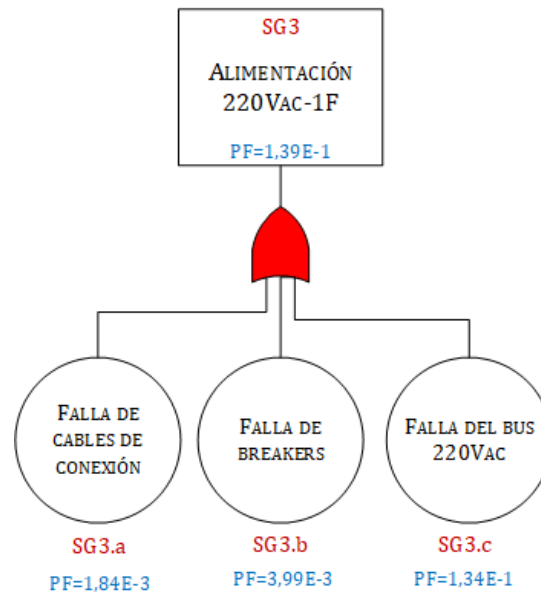 SG3
ALIMENTACIÓN
220VAC-1F
PF=1,39E-1
FALLA DE
CABLES DE
CONEXIÓN
SG3.a
PF=1,84E-3
FALLA DE
BREAKERS
SG3.b
PF=3,99E-3
FALLA DEL BUS
220VAC
SG3.c
PF=1,34E-1